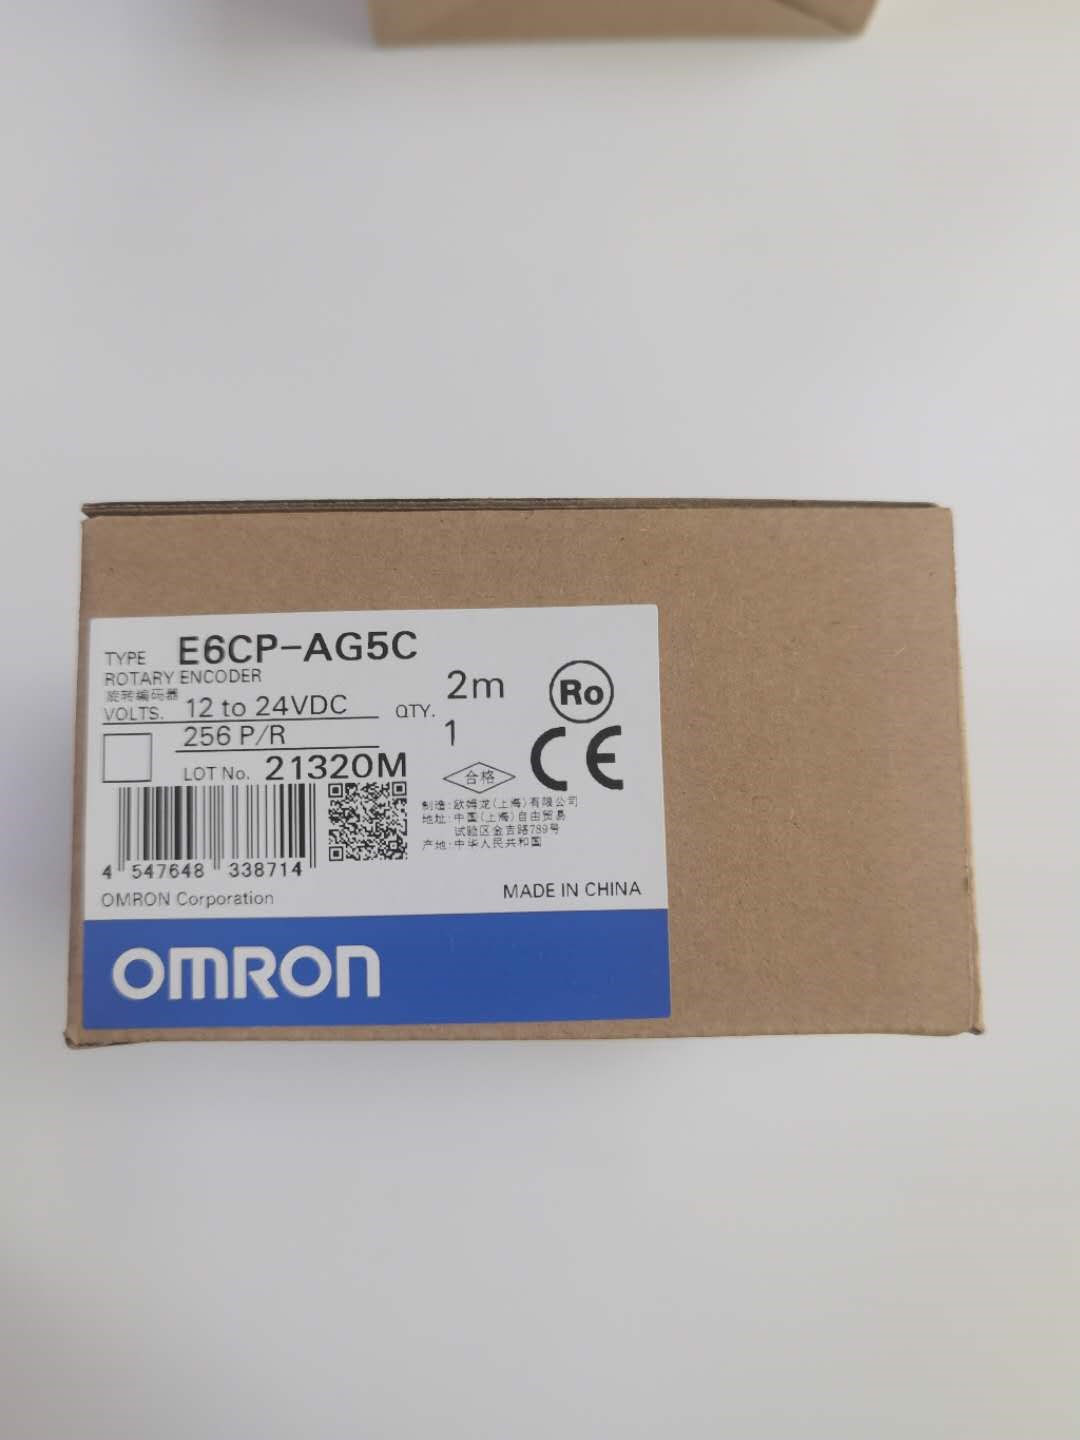 TYPE E6CP-AG5C
ROTARY ENCODER
旋转编码器
VOLTS. 12 to 24VDC
256 P/R
2m
QTY. 1
LOT No. 21320M
Ro
CE
合格
制造:欧姆龙(上海)有限公司
地址:中国(上海)自由贸易
试验区金吉路789号
产地:中华人民共和国
4 547648 338714
OMRON Corporation
MADE IN CHINA
OMRON